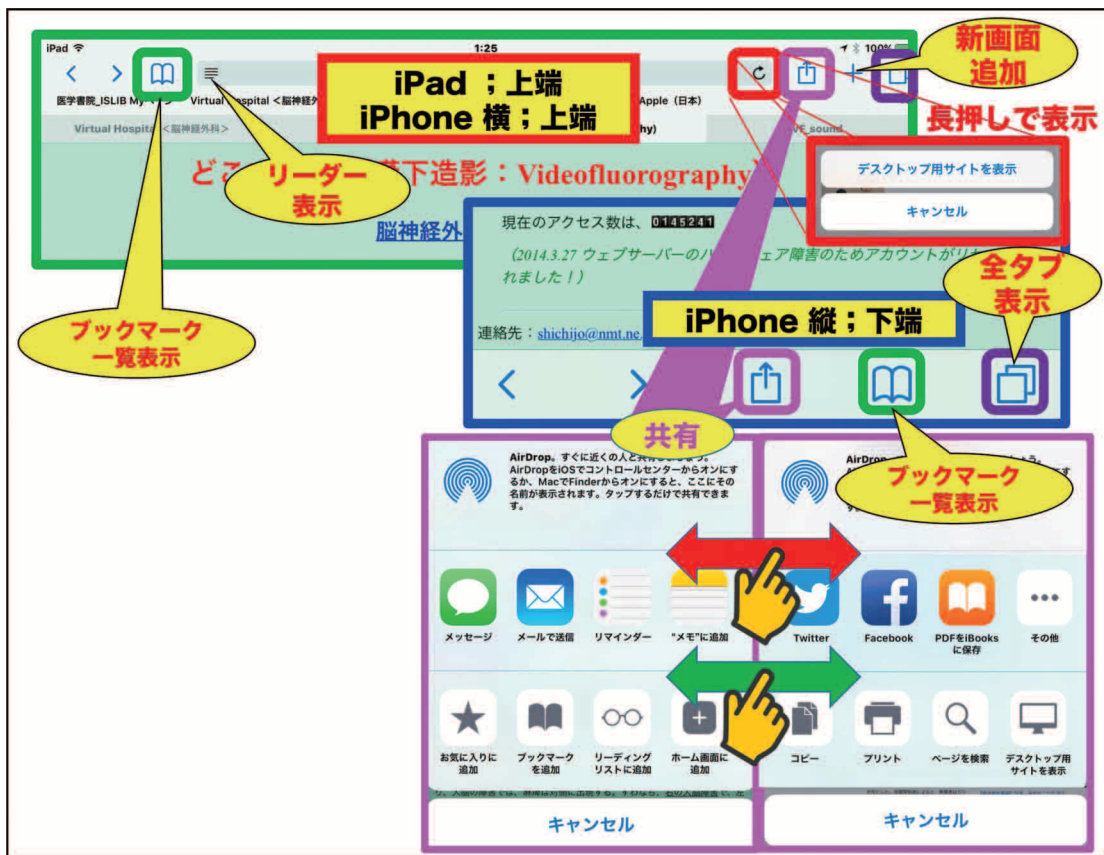 iPad
1:25
100%
新画面
追加
医学書院_ISLIB My
Virtual Hospital <脳神経外
Apple（日本）
iPad ；上端
iPhone 横；上端
Virtual Hospital <脳神経外科>
hy)
VF_sound
長押しで表示
デスクトップ用サイトを表示
キャンセル
どこ
下造影：Videofluorography
リーダー
表示
脳神経外
ブックマーク
一覧表示
現在のアクセス数は、0145241
（2014.3.27 ウェブサーバーのハ
ェア障害のためアカウントがリ
れました！）
全タブ
表示
iPhone 縦；下端
連絡先：shichijo@nmt.ne.
共有
ブックマーク
一覧表示
AirDrop。すぐに近くの人と共有しましょう。
AirDropをiOSでコントロールセンターからオンにす
るか、MacでFinderからオンにすると、ここにその
名前が表示されます。タップするだけで共有できま
す。
AirDrop
メッセージ
メールで送信
リマインダー
"メモ"に追加
Twitter
Facebook
PDFをiBooks
に保存
その他
お気に入りに
追加
ブックマーク
を追加
リーディング
リストに追加
ホーム画面に
追加
コピー
プリント
ページを検索
デスクトップ用
サイトを表示
キャンセル
キャンセル